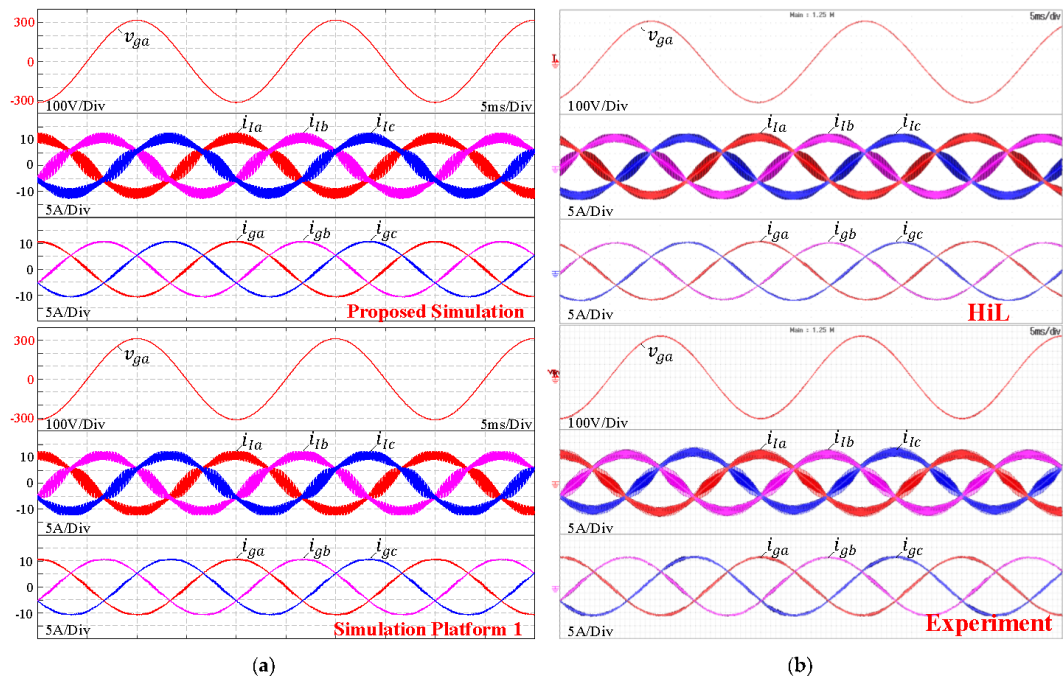 300
v_ga
0
-300
100V/Div
5ms/Div
i_Ia
i_Ib
i_Ic
10
0
-10
5A/Div
i_ga
i_gb
i_gc
10
0
-10
5A/Div
Proposed Simulation
300
v_ga
0
-300
100V/Div
5ms/Div
i_Ia
i_Ib
i_Ic
10
0
-10
5A/Div
i_ga
i_gb
i_gc
10
0
-10
5A/Div
Simulation Platform 1
(a)
Main : 1.25 M
5ms/div
v_ga
100V/Div
i_Ia
i_Ib
i_Ic
5A/Div
i_ga
i_gb
i_gc
5A/Div
HiL
Main : 1.25 M
5ms/div
v_ga
100V/Div
i_Ia
i_Ib
i_Ic
5A/Div
i_ga
i_gb
i_gc
5A/Div
Experiment
(b)